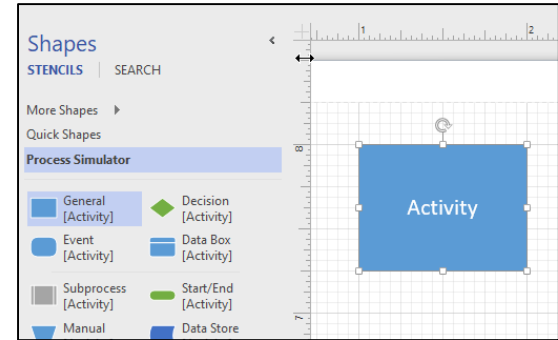 Shapes
STENCILS SEARCH
More Shapes
Quick Shapes
Process Simulator
General [Activity]
Decision [Activity]
Event [Activity]
Data Box [Activity]
Subprocess [Activity]
Start/End [Activity]
Manual
Data Store
1 2
8
7
Activity